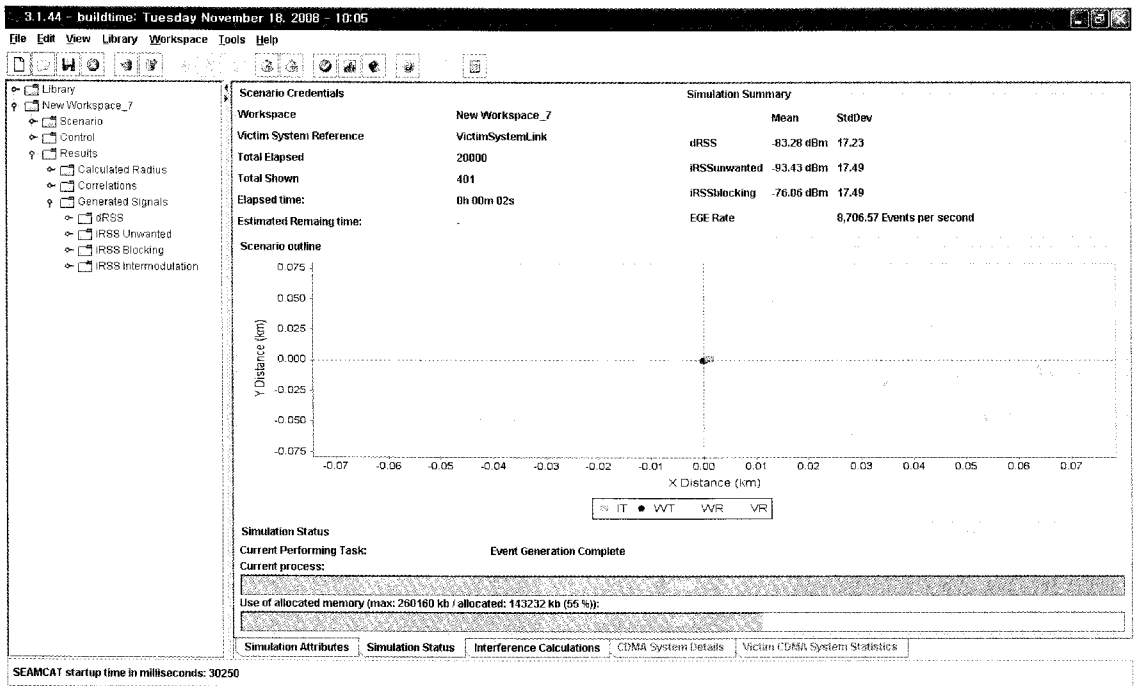 3.1.44 - buildtime: Tuesday November 18, 2008 - 10:05
File Edit View Library Workspace Tools Help
Library
New Workspace_7
Scenario
Control
Results
Calculated Radius
Correlations
Generated Signals
dRSS
iRSS Unwanted
iRSS Blocking
iRSS Intermodulation
Scenario Credentials
Workspace New Workspace_7
Victim System Reference VictimSystemLink
Total Elapsed 20000
Total Shown 401
Elapsed time: 0h 00m 02s
Estimated Remaing time: -
Simulation Summary
Mean StdDev
dRSS -83.28 dBm 17.23
iRSSunwanted -93.43 dBm 17.49
iRSSblocking -76.06 dBm 17.49
EGE Rate 8,706.57 Events per second
Scenario outline
0.075
0.050
0.025
0.000
-0.025
-0.050
-0.075
Y Distance (km)
-0.07 -0.06 -0.05 -0.04 -0.03 -0.02 -0.01 0.00 0.01 0.02 0.03 0.04 0.05 0.06 0.07
X Distance (km)
IT WT WR VR
Simulation Status
Current Performing Task: Event Generation Complete
Current process:
Use of allocated memory (max: 260160 kb / allocated: 143232 kb (55 %)):
Simulation Attributes Simulation Status Interference Calculations CDMA System Details Victim CDMA System Statistics
SEAMCAT startup time in milliseconds: 30250